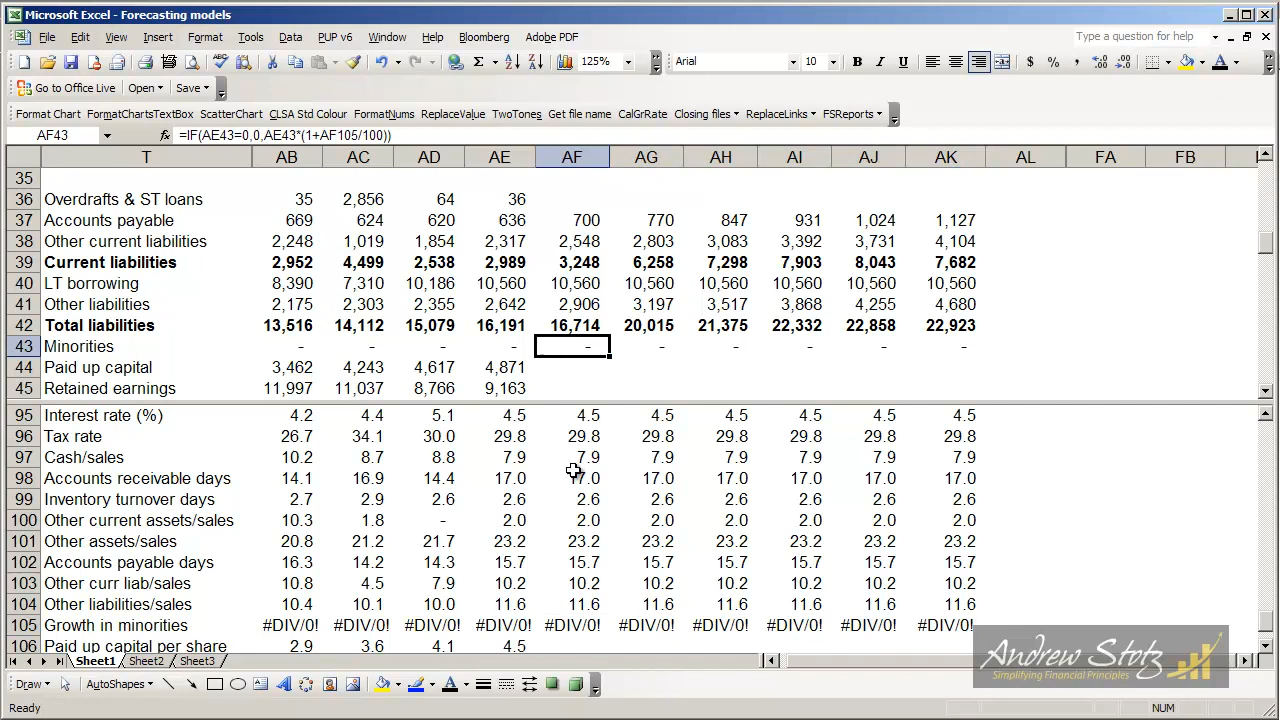 Microsoft Excel - Forecasting models
File Edit View Insert Format Tools Data PUP v6 Window Help Bloomberg Adobe PDF Type a question for help
125% Arial 10 B I U $ % ,
Go to Office Live Open Save
Format Chart FormatChartsTextBox ScatterChart CLSA Std Colour FormatNums ReplaceValue TwoTones Get file name CalGrRate Closing files ReplaceLinks FSReports
AF43 fx =IF(AE43=0,0,AE43*(1+AF105/100))
T AB AC AD AE AF AG AH AI AJ AK AL FA FB
35
36 Overdrafts & ST loans 35 2,856 64 36
37 Accounts payable 669 624 620 636 700 770 847 931 1,024 1,127
38 Other current liabilities 2,248 1,019 1,854 2,317 2,548 2,803 3,083 3,392 3,731 4,104
39 Current liabilities 2,952 4,499 2,538 2,989 3,248 6,258 7,298 7,903 8,043 7,682
40 LT borrowing 8,390 7,310 10,186 10,560 10,560 10,560 10,560 10,560 10,560 10,560
41 Other liabilities 2,175 2,303 2,355 2,642 2,906 3,197 3,517 3,868 4,255 4,680
42 Total liabilities 13,516 14,112 15,079 16,191 16,714 20,015 21,375 22,332 22,858 22,923
43 Minorities - - - - - - - - - -
44 Paid up capital 3,462 4,243 4,617 4,871
45 Retained earnings 11,997 11,037 8,766 9,163
95 Interest rate (%) 4.2 4.4 5.1 4.5 4.5 4.5 4.5 4.5 4.5 4.5
96 Tax rate 26.7 34.1 30.0 29.8 29.8 29.8 29.8 29.8 29.8 29.8
97 Cash/sales 10.2 8.7 8.8 7.9 7.9 7.9 7.9 7.9 7.9 7.9
98 Accounts receivable days 14.1 16.9 14.4 17.0 17.0 17.0 17.0 17.0 17.0 17.0
99 Inventory turnover days 2.7 2.9 2.6 2.6 2.6 2.6 2.6 2.6 2.6 2.6
100 Other current assets/sales 10.3 1.8 - 2.0 2.0 2.0 2.0 2.0 2.0 2.0
101 Other assets/sales 20.8 21.2 21.7 23.2 23.2 23.2 23.2 23.2 23.2 23.2
102 Accounts payable days 16.3 14.2 14.3 15.7 15.7 15.7 15.7 15.7 15.7 15.7
103 Other curr liab/sales 10.8 4.5 7.9 10.2 10.2 10.2 10.2 10.2 10.2 10.2
104 Other liabilities/sales 10.4 10.1 10.0 11.6 11.6 11.6 11.6 11.6 11.6 11.6
105 Growth in minorities #DIV/0! #DIV/0! #DIV/0! #DIV/0! #DIV/0! #DIV/0! #DIV/0! #DIV/0! #DIV/0! #DIV/0!
106 Paid up capital per share 2.9 3.6 4.1 4.5
Andrew Stotz
Simplifying Financial Principles
Sheet1 Sheet2 Sheet3
Draw AutoShapes
Ready NUM